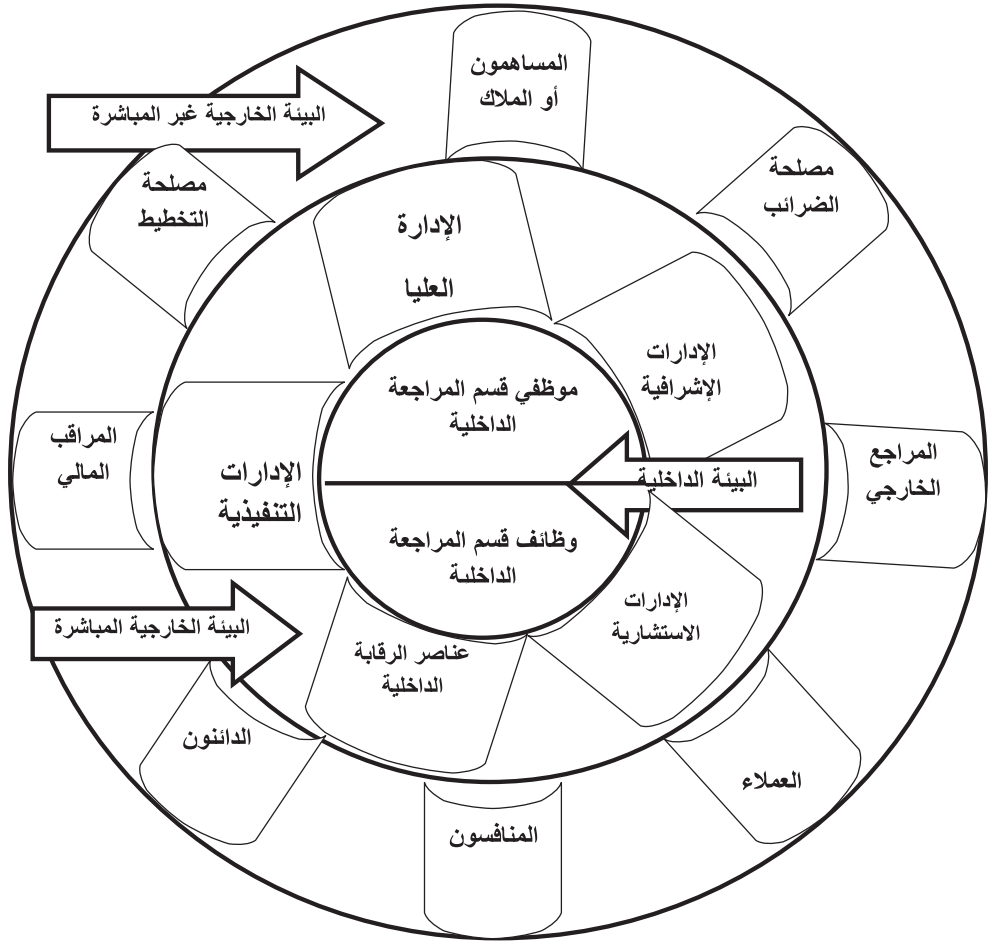 المساهمون
أو الملاك
البيئة الخارجية غبر المباشرة
مصلحة
الضرائب
مصلحة
التخطيط
الإدارة
العليا
الإدارات
الإشرافية
موظفي قسم المراجعة
الداخلية
المراجع
الخارجي
المراقب
المالي
الإدارات
التنفيذية
البيئة الداخلية
وظائف قسم المراجعة
الداخلية
الإدارات
الاستشارية
البيئة الخارجية المباشرة
عناصر الرقابة
الداخلية
الدائنون
العملاء
المنافسون